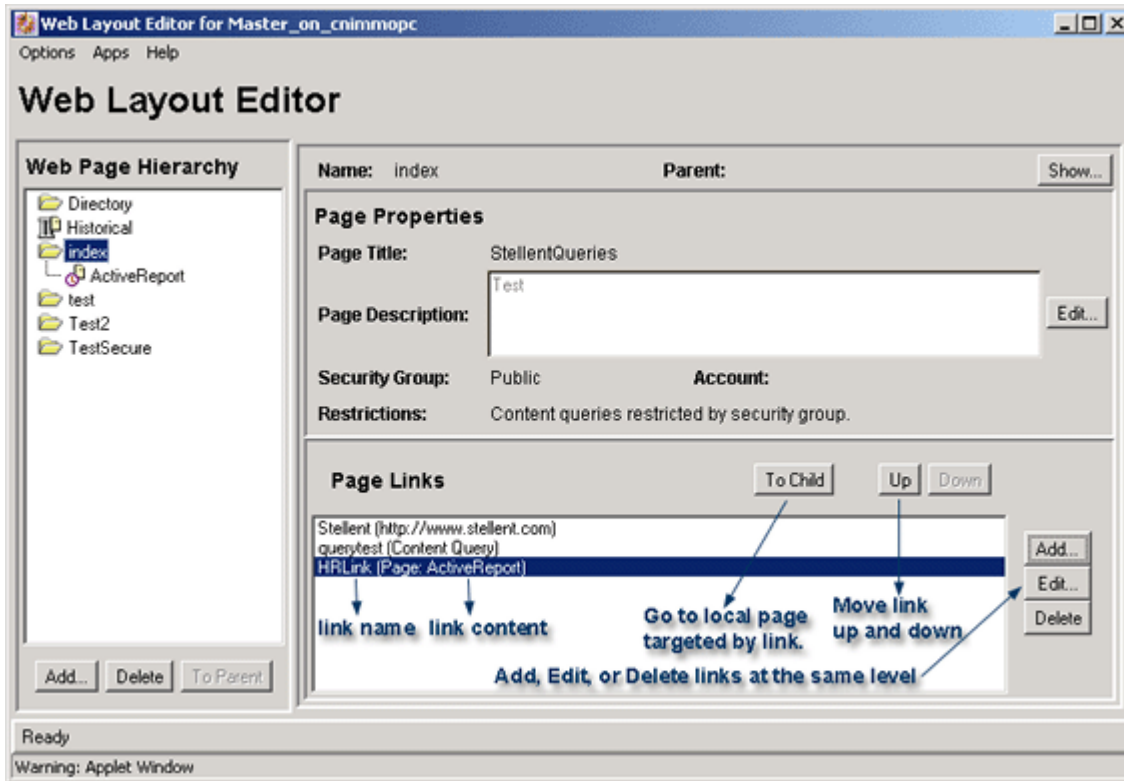 Web Layout Editor for Master_on_cnimmopc
Options Apps Help
Web Layout Editor
Web Page Hierarchy
Directory
Historical
index
ActiveReport
test
Test2
TestSecure
Add... Delete To Parent
Name: index Parent: Show...
Page Properties
Page Title: StellentQueries
Test
Page Description: Edit...
Security Group: Public Account:
Restrictions: Content queries restricted by security group.
Page Links To Child Up Down
Stellent (http://www.stellent.com)
querytest (Content Query)
HRLink (Page: ActiveReport)
Add...
Edit...
Delete
link name link content
Go to local page
targeted by link.
Move link
up and down
Add, Edit, or Delete links at the same level
Ready
Warning: Applet Window